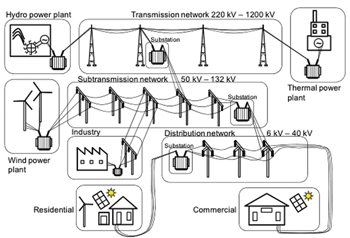 Hydro power plant
Transmission network 220 kV – 1200 kV
Substation
Thermal power
plant
Subtransmission network
50 kV – 132 kV
Substation
Wind power
plant
Industry
Distribution network
6 kV – 40 kV
Substation
Residential
Commercial